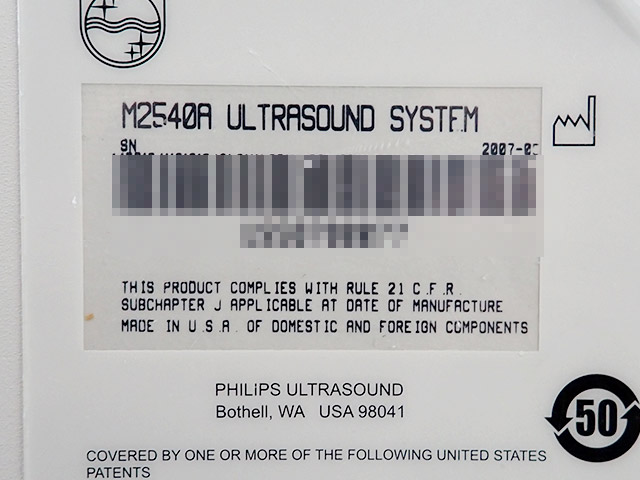 M2540A ULTRASOUND SYSTEM
SN
THIS PRODUCT COMPLIES WITH RULE 21 C.F.R.
SUBCHAPTER J APPLICABLE AT DATE OF MANUFACTURE
MADE IN U.S.A. OF DOMESTIC AND FOREIGN COMPONENTS
PHILiPS ULTRASOUND
Bothell, WA USA 98041
50
COVERED BY ONE OR MORE OF THE FOLLOWING UNITED STATES
PATENTS